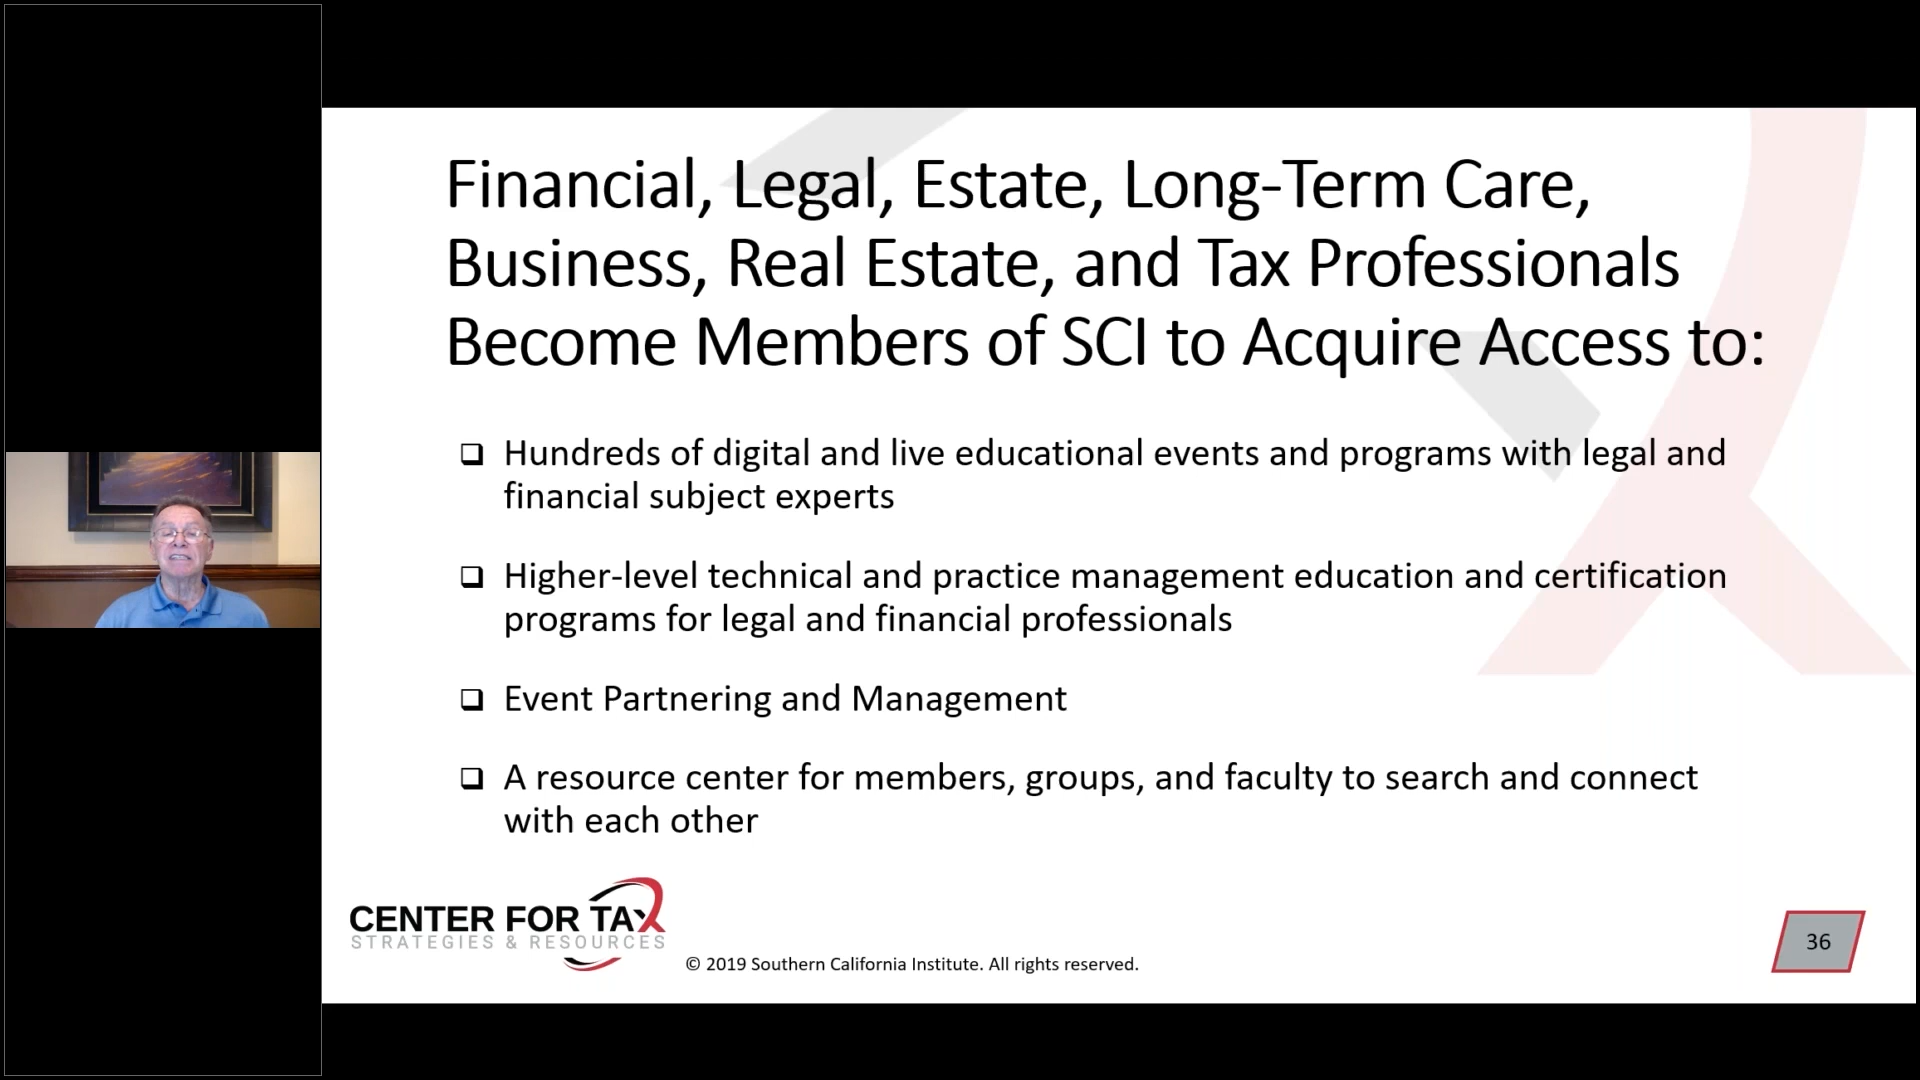 Financial, Legal, Estate, Long-Term Care,
Business, Real Estate, and Tax Professionals
Become Members of SCI to Acquire Access to:
Hundreds of digital and live educational events and programs with legal and
financial subject experts
Higher-level technical and practice management education and certification
programs for legal and financial professionals
Event Partnering and Management
A resource center for members, groups, and faculty to search and connect
with each other
CENTER FOR TAX
STRATEGIES & RESOURCES
© 2019 Southern California Institute. All rights reserved.
36